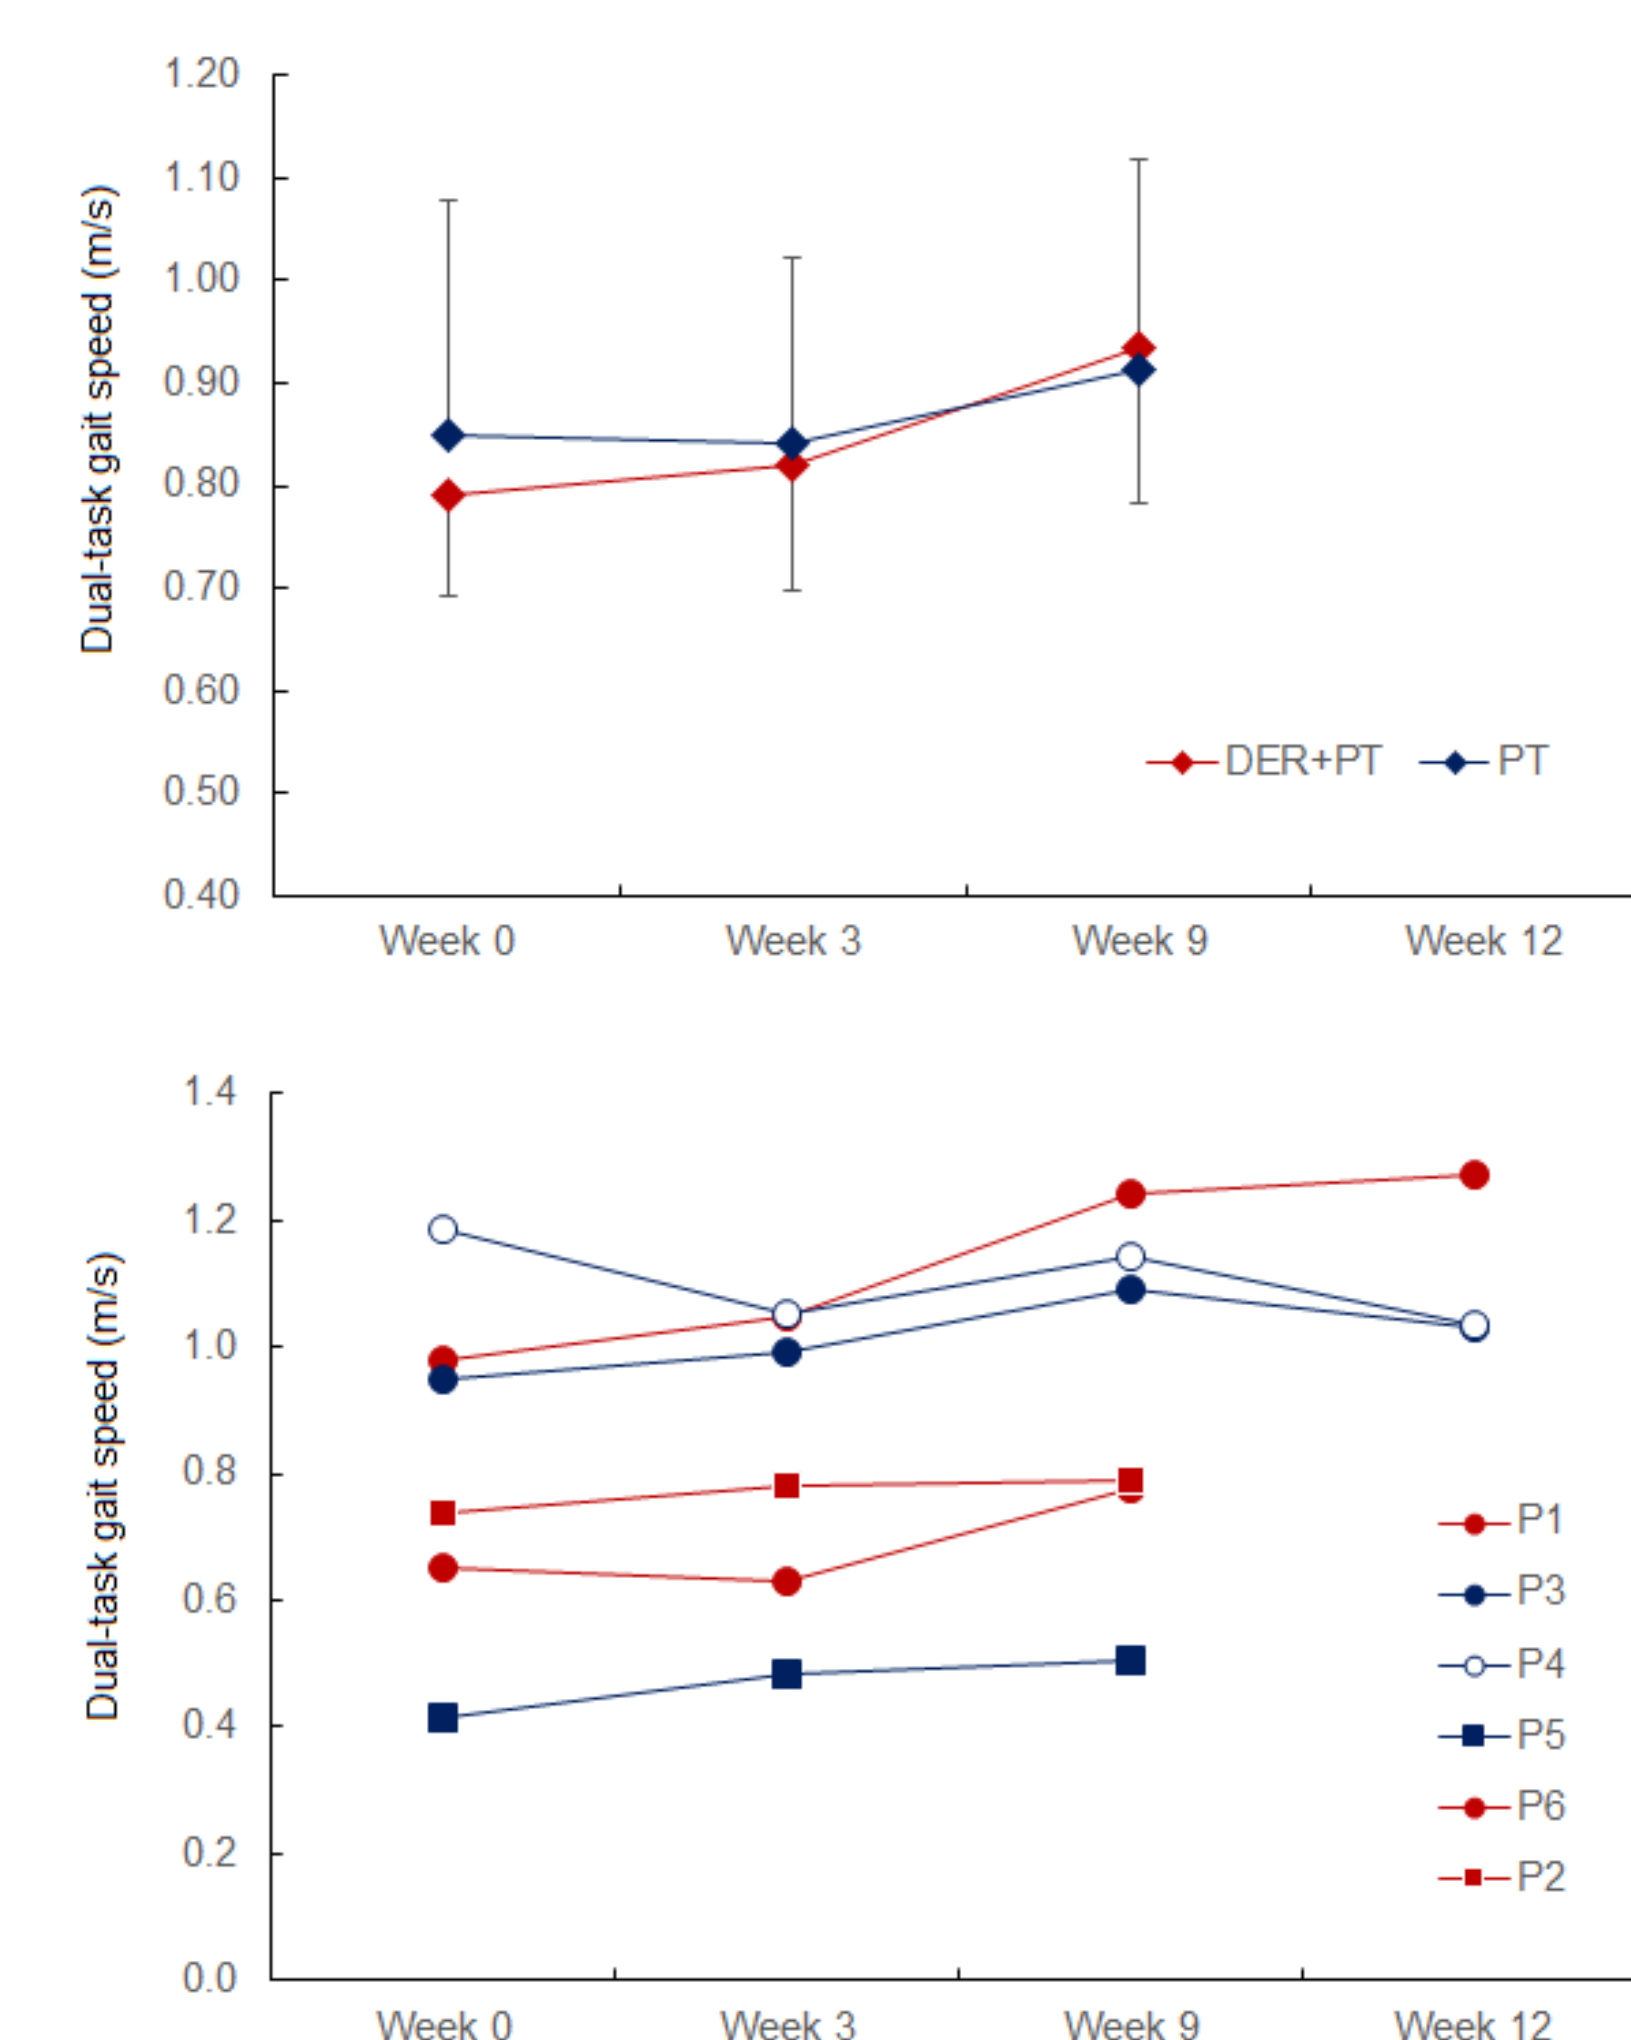 1.20
1.10
1.00
0.90
0.80
0.70
0.60
0.50
0.40
Dual-task gait speed (m/s)
DER+PT PT
Week 0 Week 3 Week 9 Week 12
1.4
1.2
1.0
0.8
0.6
0.4
0.2
0.0
Dual-task gait speed (m/s)
P1
P3
P4
P5
P6
P2
Week 0 Week 3 Week 9 Week 12